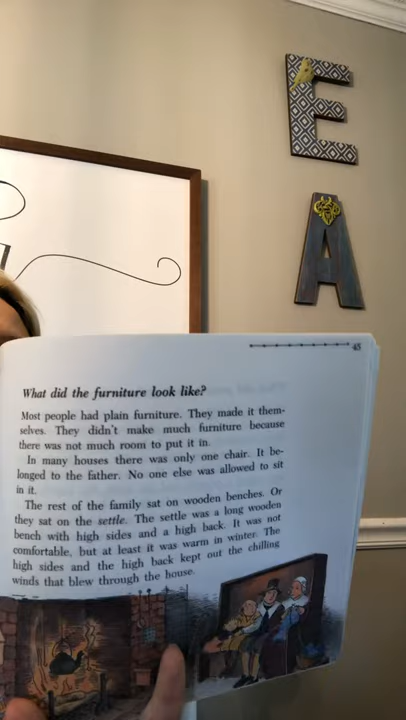 E
A
45
What did the furniture look like?
Most people had plain furniture. They made it them-
selves. They didn't make much furniture because
there was not much room to put it in.
In many houses there was only one chair. It be-
longed to the father. No one else was allowed to sit
in it.
The rest of the family sat on wooden benches. Or
they sat on the settle. The settle was a long wooden
bench with high sides and a high back. It was not
comfortable, but at least it was warm in winter. The
high sides and the high back kept out the chilling
winds that blew through the house.